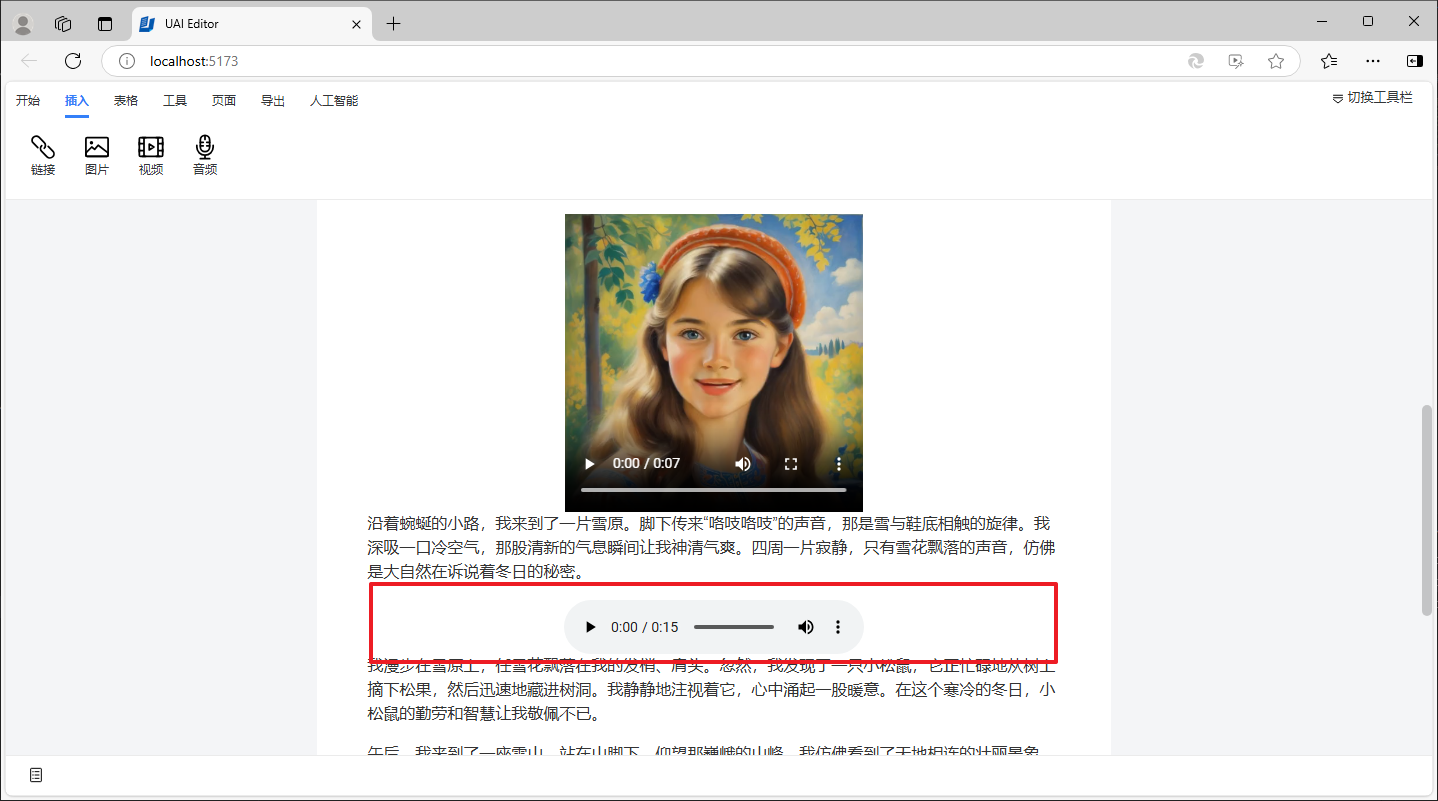 UAI Editor
localhost:5173
开始 插入 表格 工具 页面 导出 人工智能 切换工具栏
链接 图片 视频 音频
0:00 / 0:07
沿着蜿蜒的小路，我来到了一片雪原。脚下传来“咯吱咯吱”的声音，那是雪与鞋底相触的旋律。我
深吸一口冷空气，那股清新的气息瞬间让我神清气爽。四周一片寂静，只有雪花飘落的声音，仿佛
是大自然在诉说着冬日的秘密。
0:00 / 0:15
我漫步在雪原上，任雪花飘落在我的发梢、肩头。忽然，我发现了一只小松鼠，它正忙碌地从树上
摘下松果，然后迅速地藏进树洞。我静静地注视着它，心中涌起一股暖意。在这个寒冷的冬日，小
松鼠的勤劳和智慧让我敬佩不已。
午后，我来到了一座雪山。站在山脚下，仰望那巍峨的山峰，我仿佛看到了天地相连的壮丽景象。